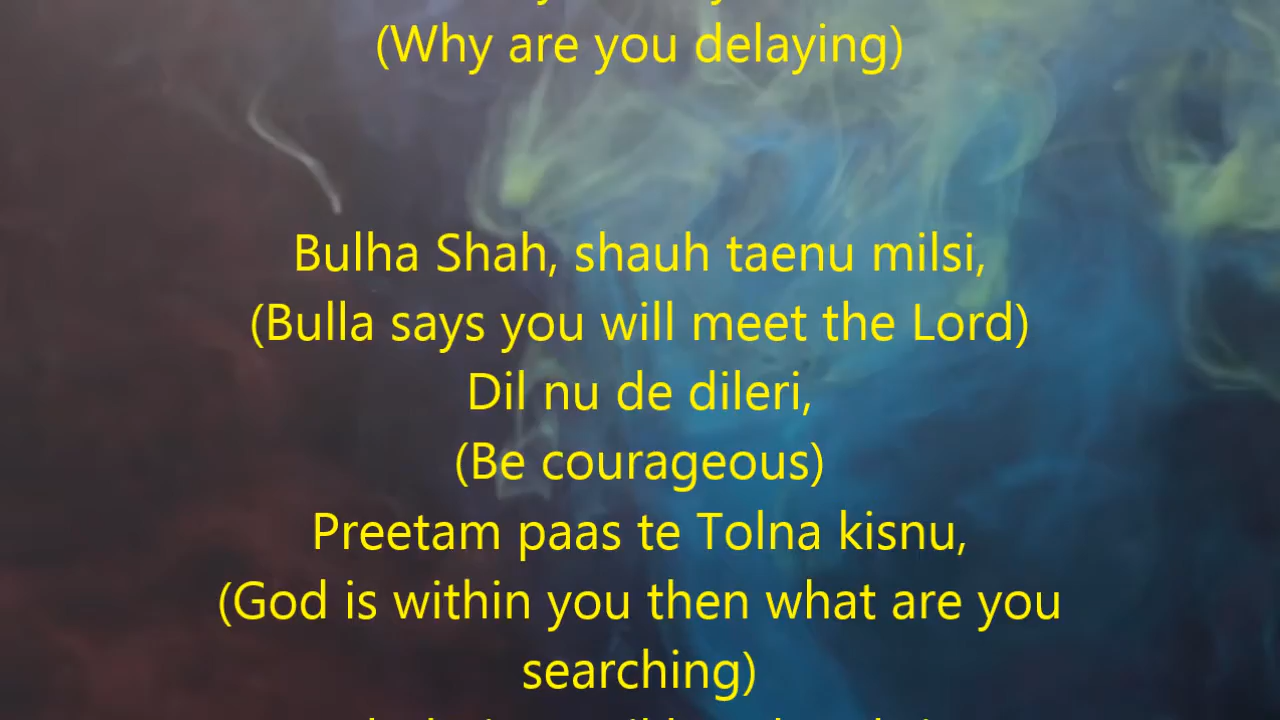 (Why are you delaying)
Bulha Shah, shauh taenu milsi,
(Bulla says you will meet the Lord)
Dil nu de dileri,
(Be courageous)
Preetam paas te Tolna kisnu,
(God is within you then what are you
searching)